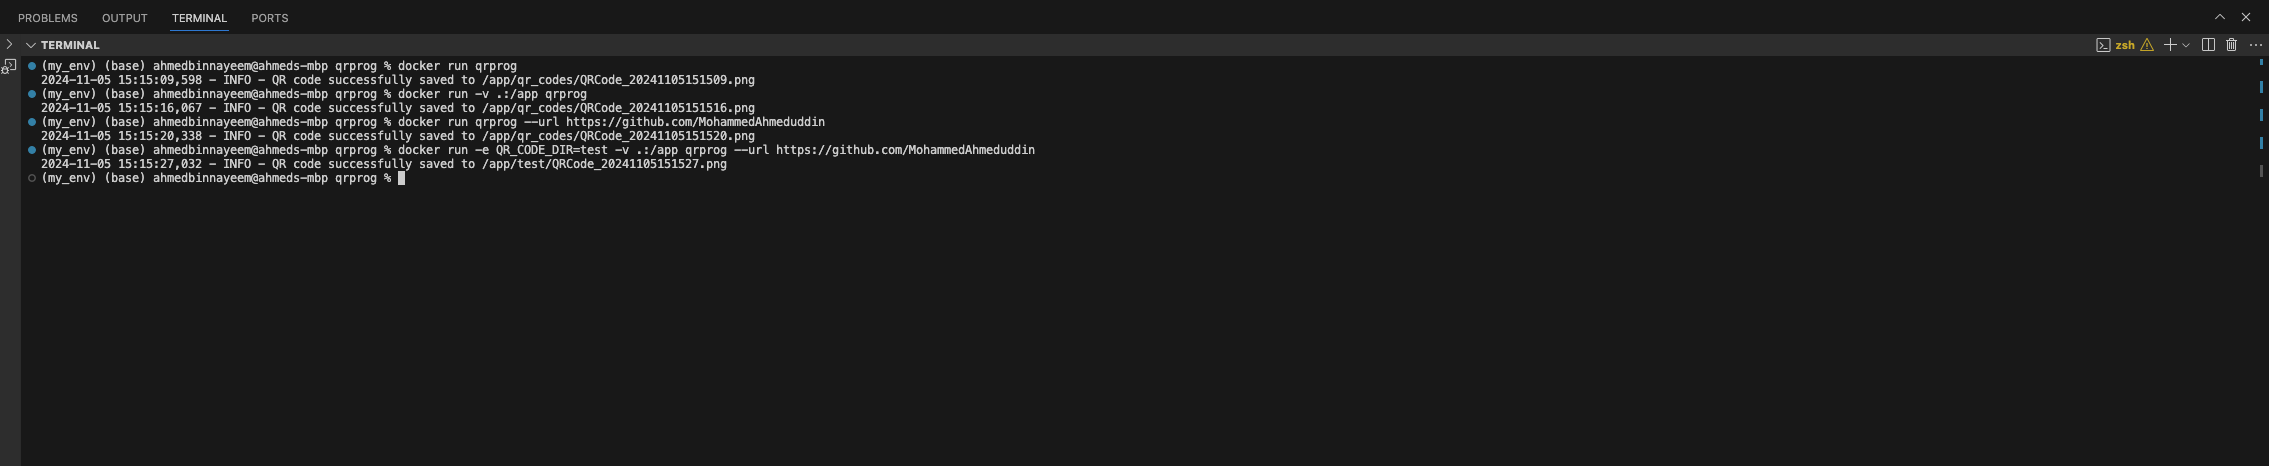 PROBLEMS OUTPUT TERMINAL PORTS
TERMINAL
zsh
(my_env) (base) ahmedbinnayeem@ahmeds-mbp qrprog % docker run qrprog
2024-11-05 15:15:09,598 - INFO - QR code successfully saved to /app/qr_codes/QRCode_20241105151509.png
(my_env) (base) ahmedbinnayeem@ahmeds-mbp qrprog % docker run -v .:/app qrprog
2024-11-05 15:15:16,067 - INFO - QR code successfully saved to /app/qr_codes/QRCode_20241105151516.png
(my_env) (base) ahmedbinnayeem@ahmeds-mbp qrprog % docker run qrprog --url https://github.com/MohammedAhmeduddin
2024-11-05 15:15:20,338 - INFO - QR code successfully saved to /app/qr_codes/QRCode_20241105151520.png
(my_env) (base) ahmedbinnayeem@ahmeds-mbp qrprog % docker run -e QR_CODE_DIR=test -v .:/app qrprog --url https://github.com/MohammedAhmeduddin
2024-11-05 15:15:27,032 - INFO - QR code successfully saved to /app/test/QRCode_20241105151527.png
(my_env) (base) ahmedbinnayeem@ahmeds-mbp qrprog %